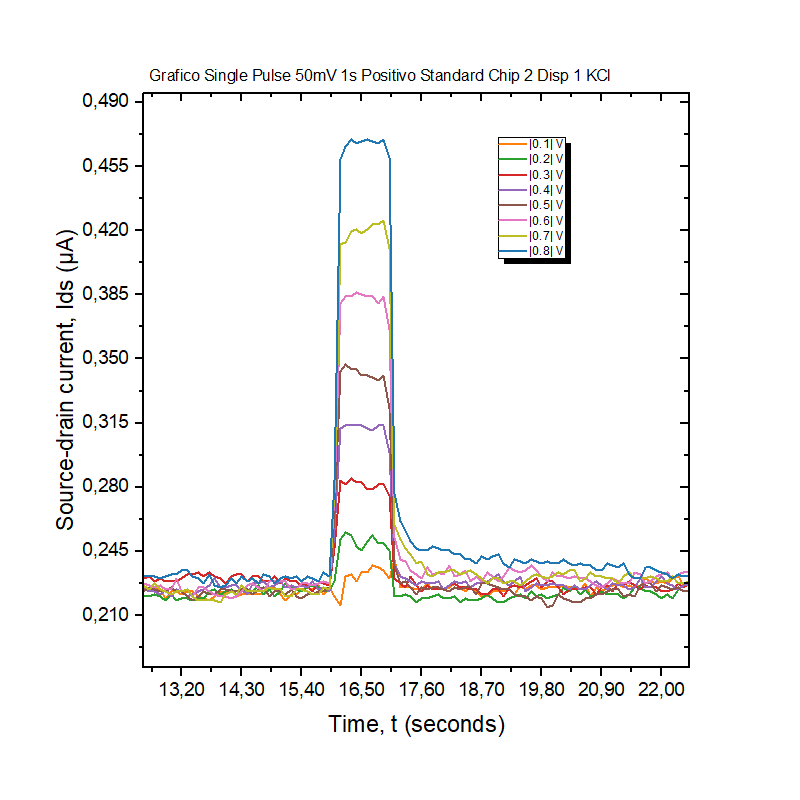 Grafico Single Pulse 50mV 1s Positivo Standard Chip 2 Disp 1 KCl
0,490
0,455
0,420
0,385
0,350
0,315
0,280
0,245
0,210
Source-drain current, Ids (μA)
|0.1| V
|0.2| V
|0.3| V
|0.4| V
|0.5| V
|0.6| V
|0.7| V
|0.8| V
13,20 14,30 15,40 16,50 17,60 18,70 19,80 20,90 22,00
Time, t (seconds)